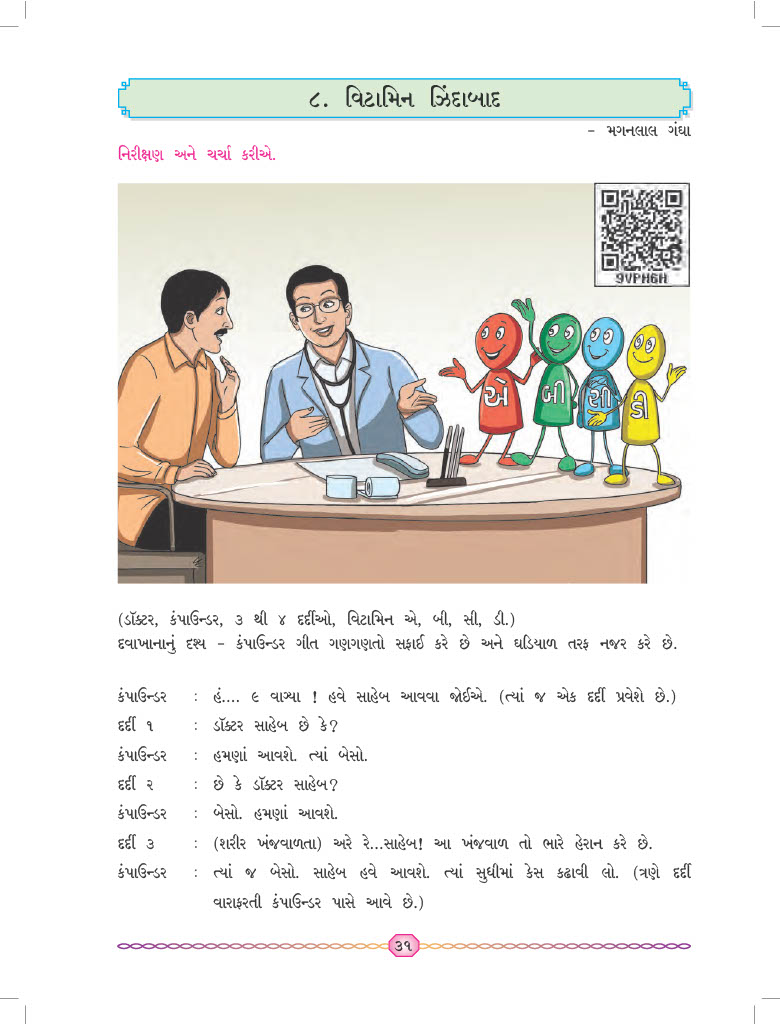 ૮. વિટામિન ઝિંદાબાદ
- મગનલાલ ગંઘા
નિરીક્ષણ અને ચર્ચા કરીએ.
9VPH6H
એ બી સી ડી
(ડૉક્ટર, કંપાઉન્ડર, ૩ થી ૪ દર્દીઓ, વિટામિન એ, બી, સી, ડી.)
દવાખાનાનું દૃશ્ય - કંપાઉન્ડર ગીત ગણગણતો સફાઈ કરે છે અને ઘડિયાળ તરફ નજર કરે છે.
કંપાઉન્ડર : હં.... ૯ વાગ્યા ! હવે સાહેબ આવવા જોઈએ. (ત્યાં જ એક દર્દી પ્રવેશે છે.)
દર્દી ૧ : ડૉક્ટર સાહેબ છે કે?
કંપાઉન્ડર : હમણાં આવશે. ત્યાં બેસો.
દર્દી ૨ : છે કે ડૉક્ટર સાહેબ?
કંપાઉન્ડર : બેસો. હમણાં આવશે.
દર્દી ૩ : (શરીર ખંજવાળતા) અરે રે...સાહેબ! આ ખંજવાળ તો ભારે હેરાન કરે છે.
કંપાઉન્ડર : ત્યાં જ બેસો. સાહેબ હવે આવશે. ત્યાં સુધીમાં કેસ કઢાવી લો. (ત્રણે દર્દી
વારાફરતી કંપાઉન્ડર પાસે આવે છે.)
૩૧